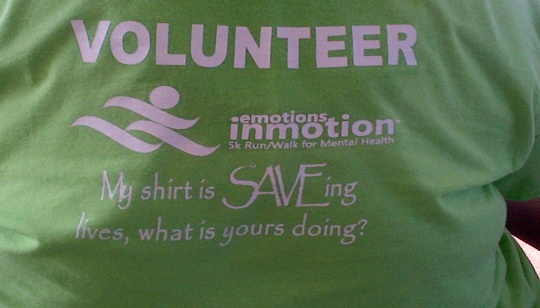 VOLUNTEER
emotions
inmotion
5k Run/Walk for Mental Health
My shirt is SAVEing
lives, what is yours doing?